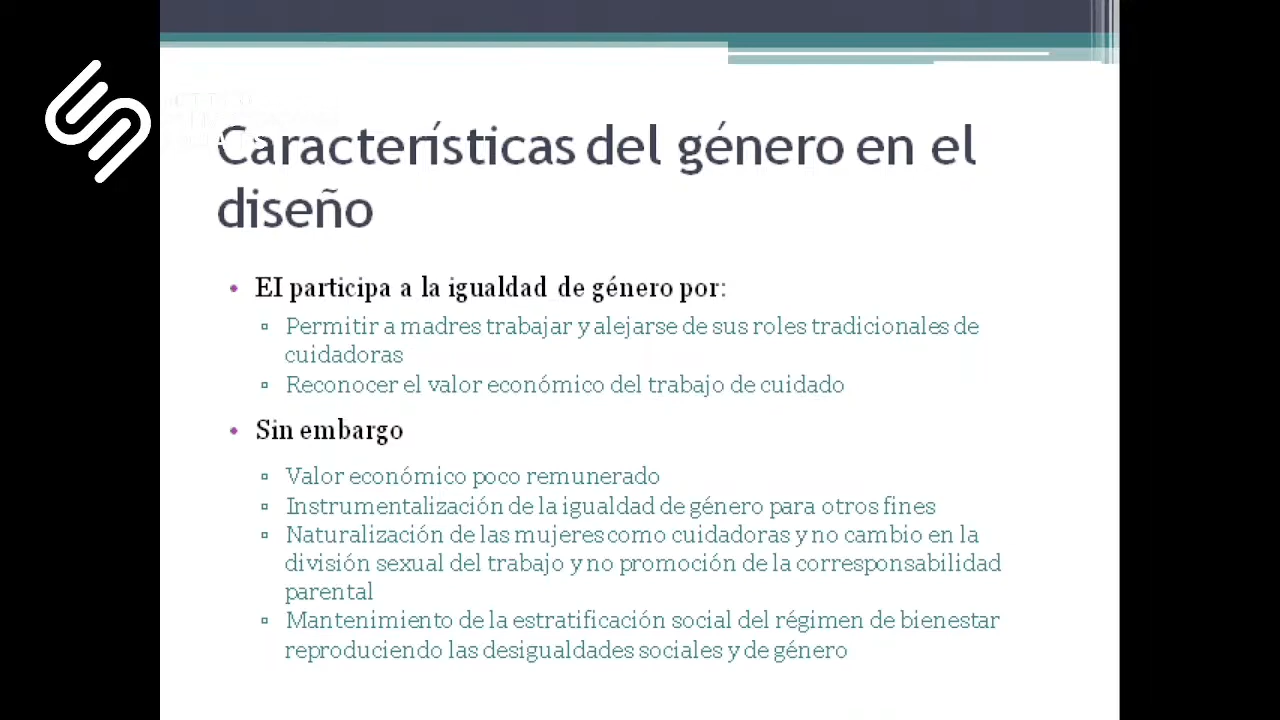 Características del género en el
diseño
• EI participa a la igualdad de género por:
▫ Permitir a madres trabajar y alejarse de sus roles tradicionales de
cuidadoras
▫ Reconocer el valor económico del trabajo de cuidado
• Sin embargo
▫ Valor económico poco remunerado
▫ Instrumentalización de la igualdad de género para otros fines
▫ Naturalización de las mujeres como cuidadoras y no cambio en la
división sexual del trabajo y no promoción de la corresponsabilidad
parental
▫ Mantenimiento de la estratificación social del régimen de bienestar
reproduciendo las desigualdades sociales y de género